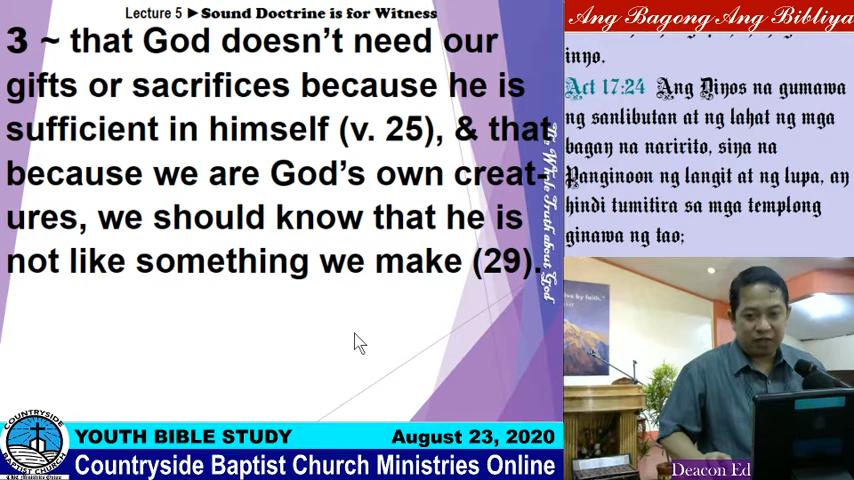 Lecture 5 ►Sound Doctrine is for Witness
3 ~ that God doesn't need our
gifts or sacrifices because he is
sufficient in himself (v. 25), & that
because we are God's own creat-
ures, we should know that he is
not like something we make (29).
The Whole Truth about God
Ang Bagong Ang Bibliya
inyo.
Act 17:24 Ang Diyos na gumawa
ng sanlibutan at ng lahat ng mga
bagay na naririto, siya na
Panginoon ng langit at ng lupa, ay
hindi tumitira sa mga templong
ginawa ng tao;
COUNTRYSIDE
BAPTIST CHURCH
YOUTH BIBLE STUDY
August 23, 2020
Countryside Baptist Church Ministries Online
live by faith,
Deacon Ed